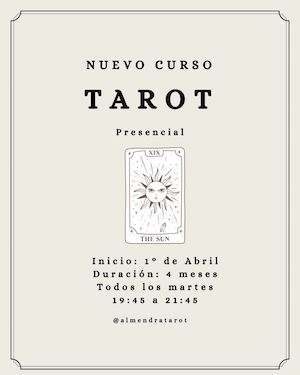 NUEVO CURSO
TAROT
Presencial
XIX
THE SUN
Inicio: 1º de Abril
Duración: 4 meses
Todos los martes
19:45 a 21:45
@almendratarot